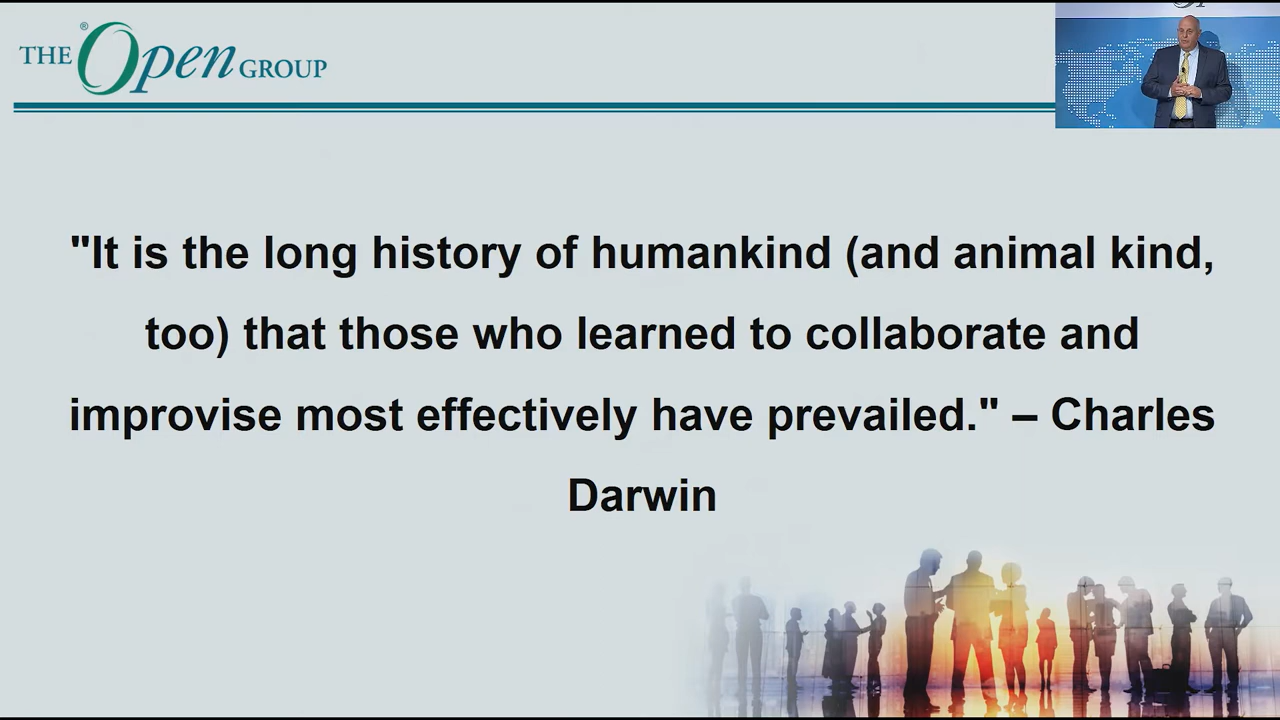 THE Open GROUP
"It is the long history of humankind (and animal kind,
too) that those who learned to collaborate and
improvise most effectively have prevailed." – Charles
Darwin